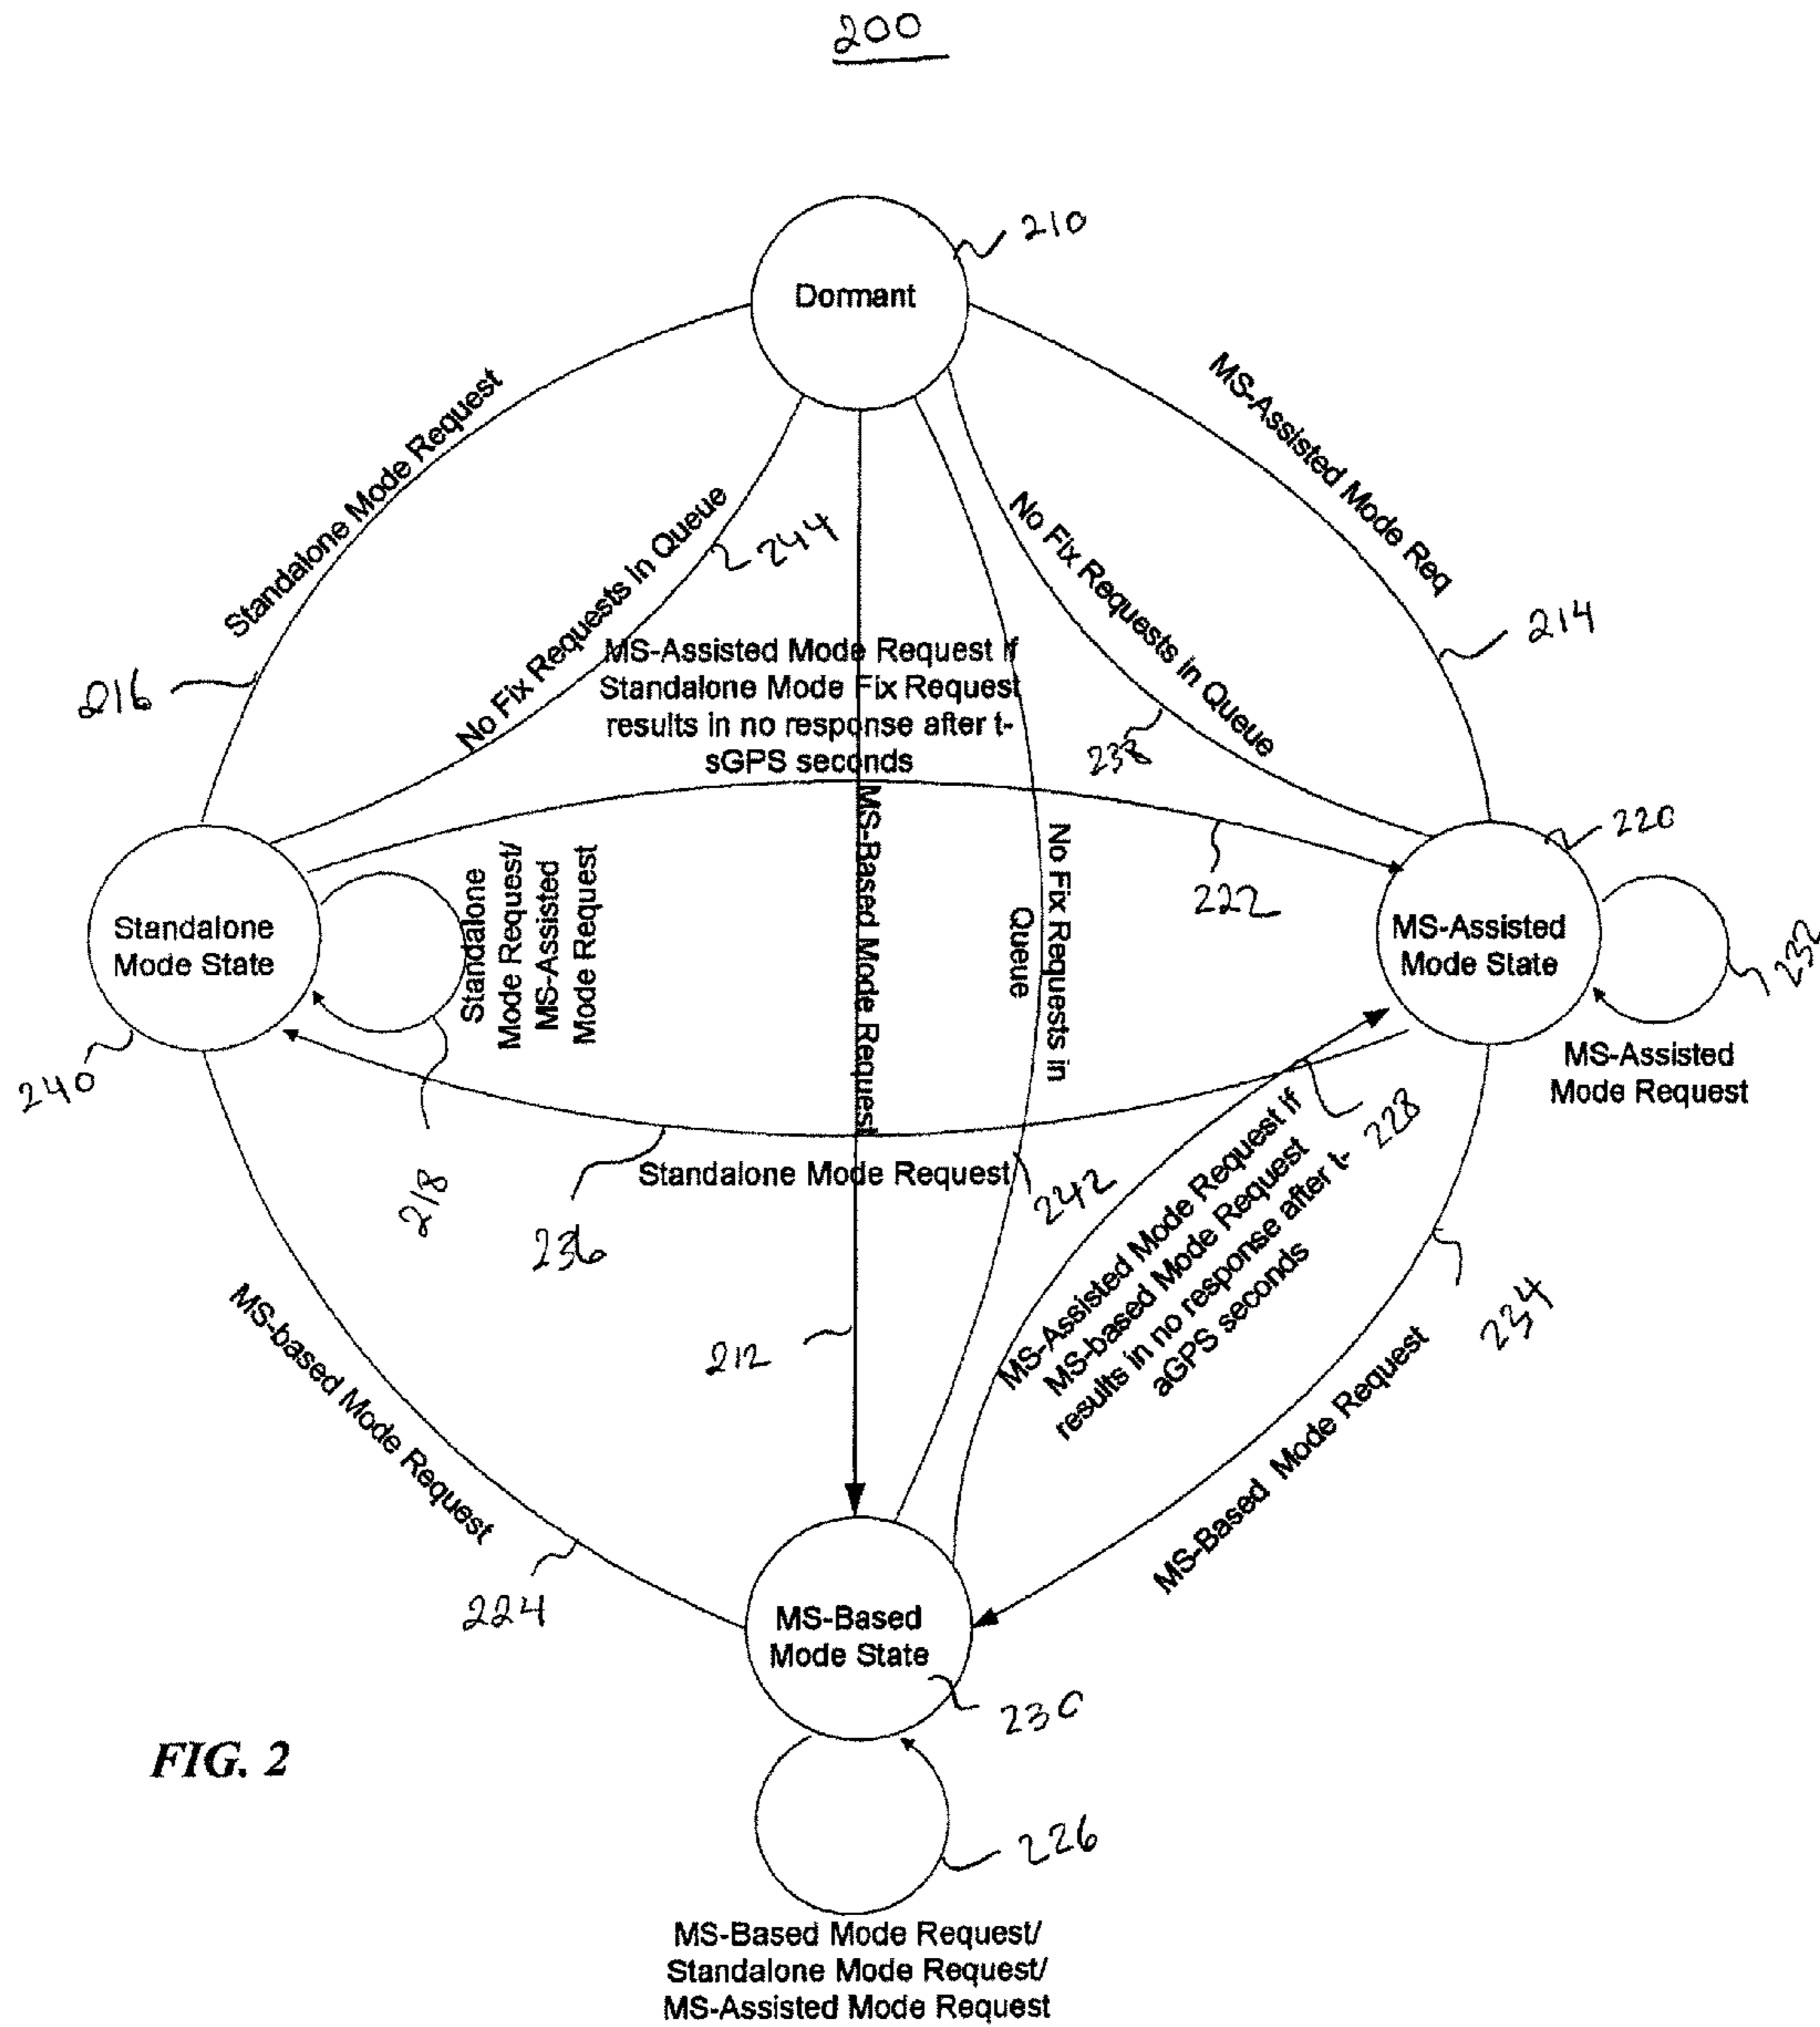 200
210
Dormant
Standalone Mode Request
216
No Fix Requests in Queue
244
MS-Assisted Mode Request if
Standalone Mode Fix Request
results in no response after t-
sGPS seconds
No Fix Requests in Queue
238
MS-Assisted Mode Req
214
MS-Based Mode Request
No Fix Requests in
Queue
222
220
Standalone
Mode State
240
Standalone
Mode Request/
MS-Assisted
Mode Request
218
MS-Assisted
Mode State
232
MS-Assisted
Mode Request
236
Standalone Mode Request
242
228
MS-Assisted Mode Request if
MS-based Mode Request
results in no response after t-
aGPS seconds
234
MS-Based Mode Request
212
MS-based Mode Request
224
MS-Based
Mode State
230
226
MS-Based Mode Request/
Standalone Mode Request/
MS-Assisted Mode Request
FIG. 2